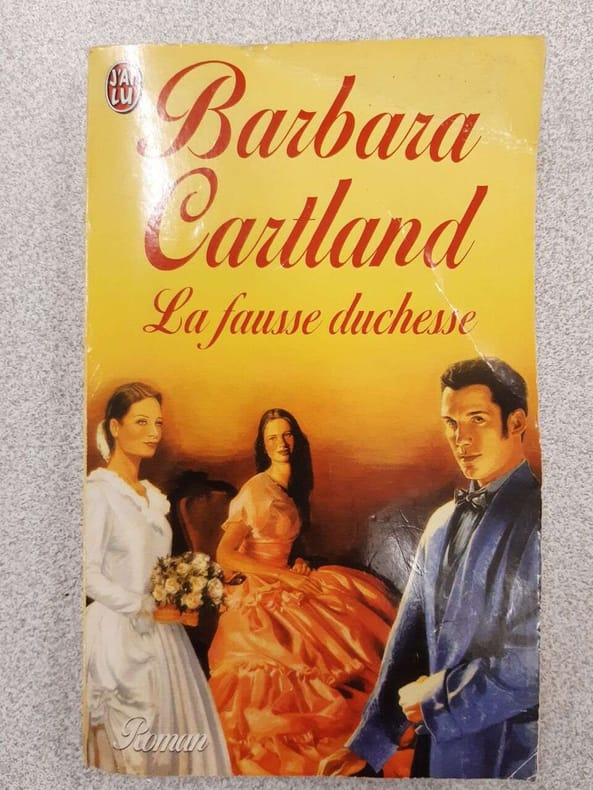 J'AI
LU
Barbara
Cartland
La fausse duchesse
Roman